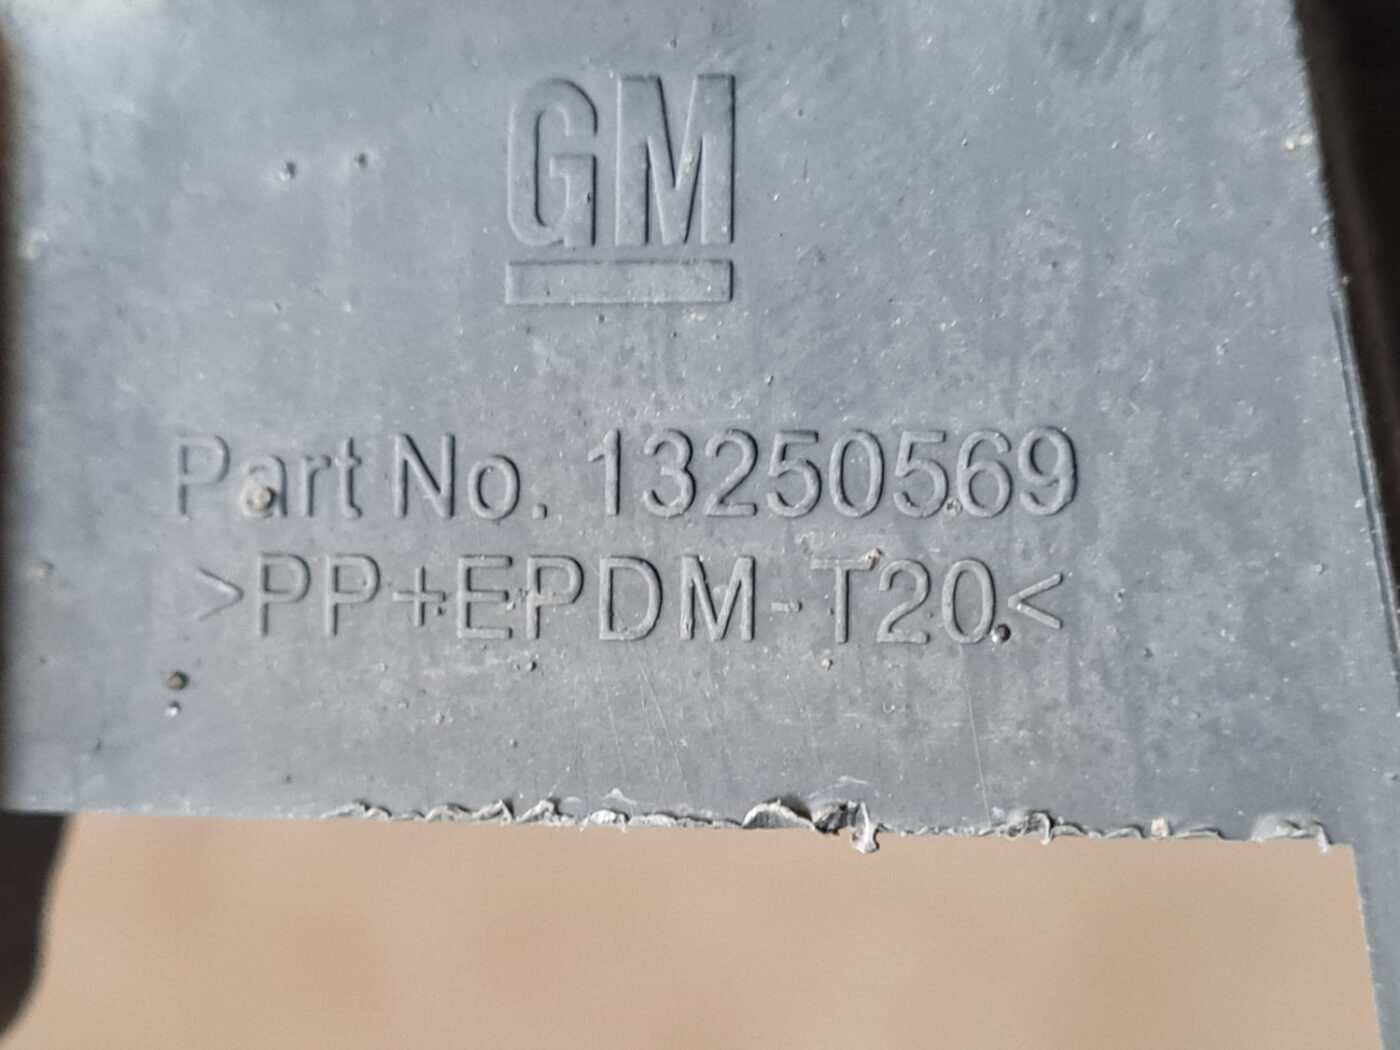 GM
Part No. 13250569
>PP+EPDM-T20<